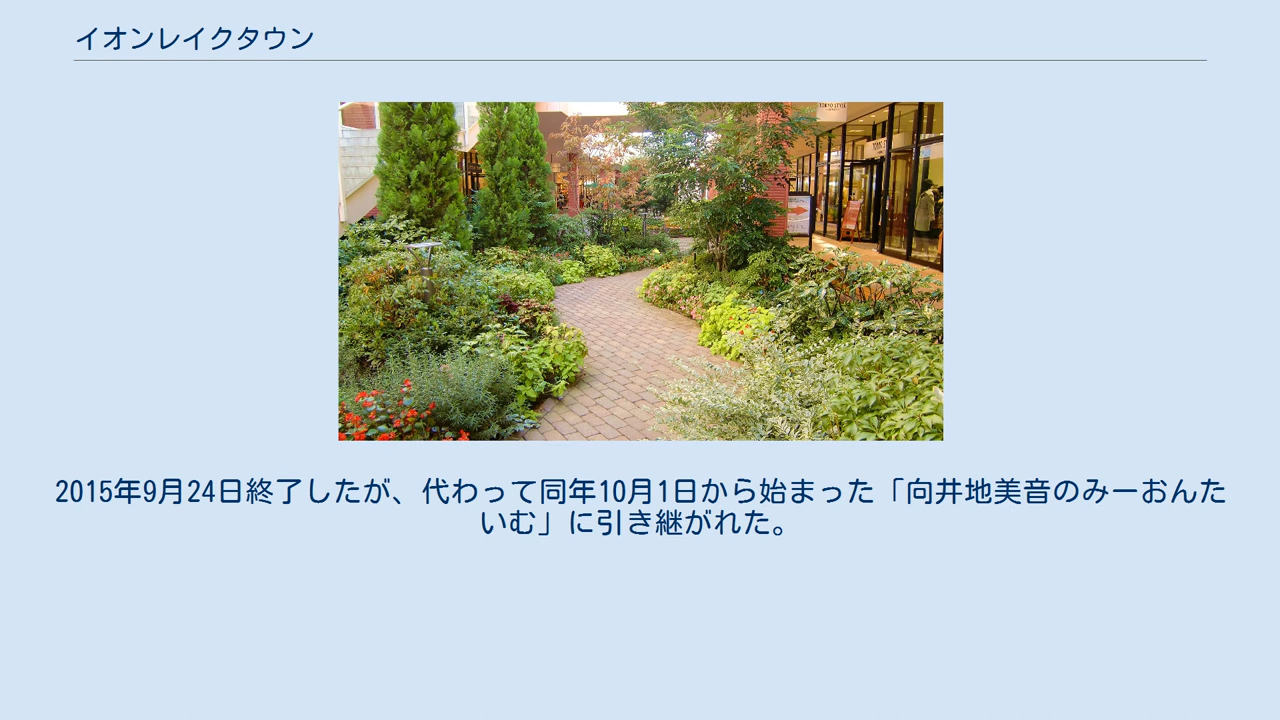 イオンレイクタウン
2015年9月24日終了したが、代わって同年10月1日から始まった「向井地美音のみーおんた
いむ」に引き継がれた。